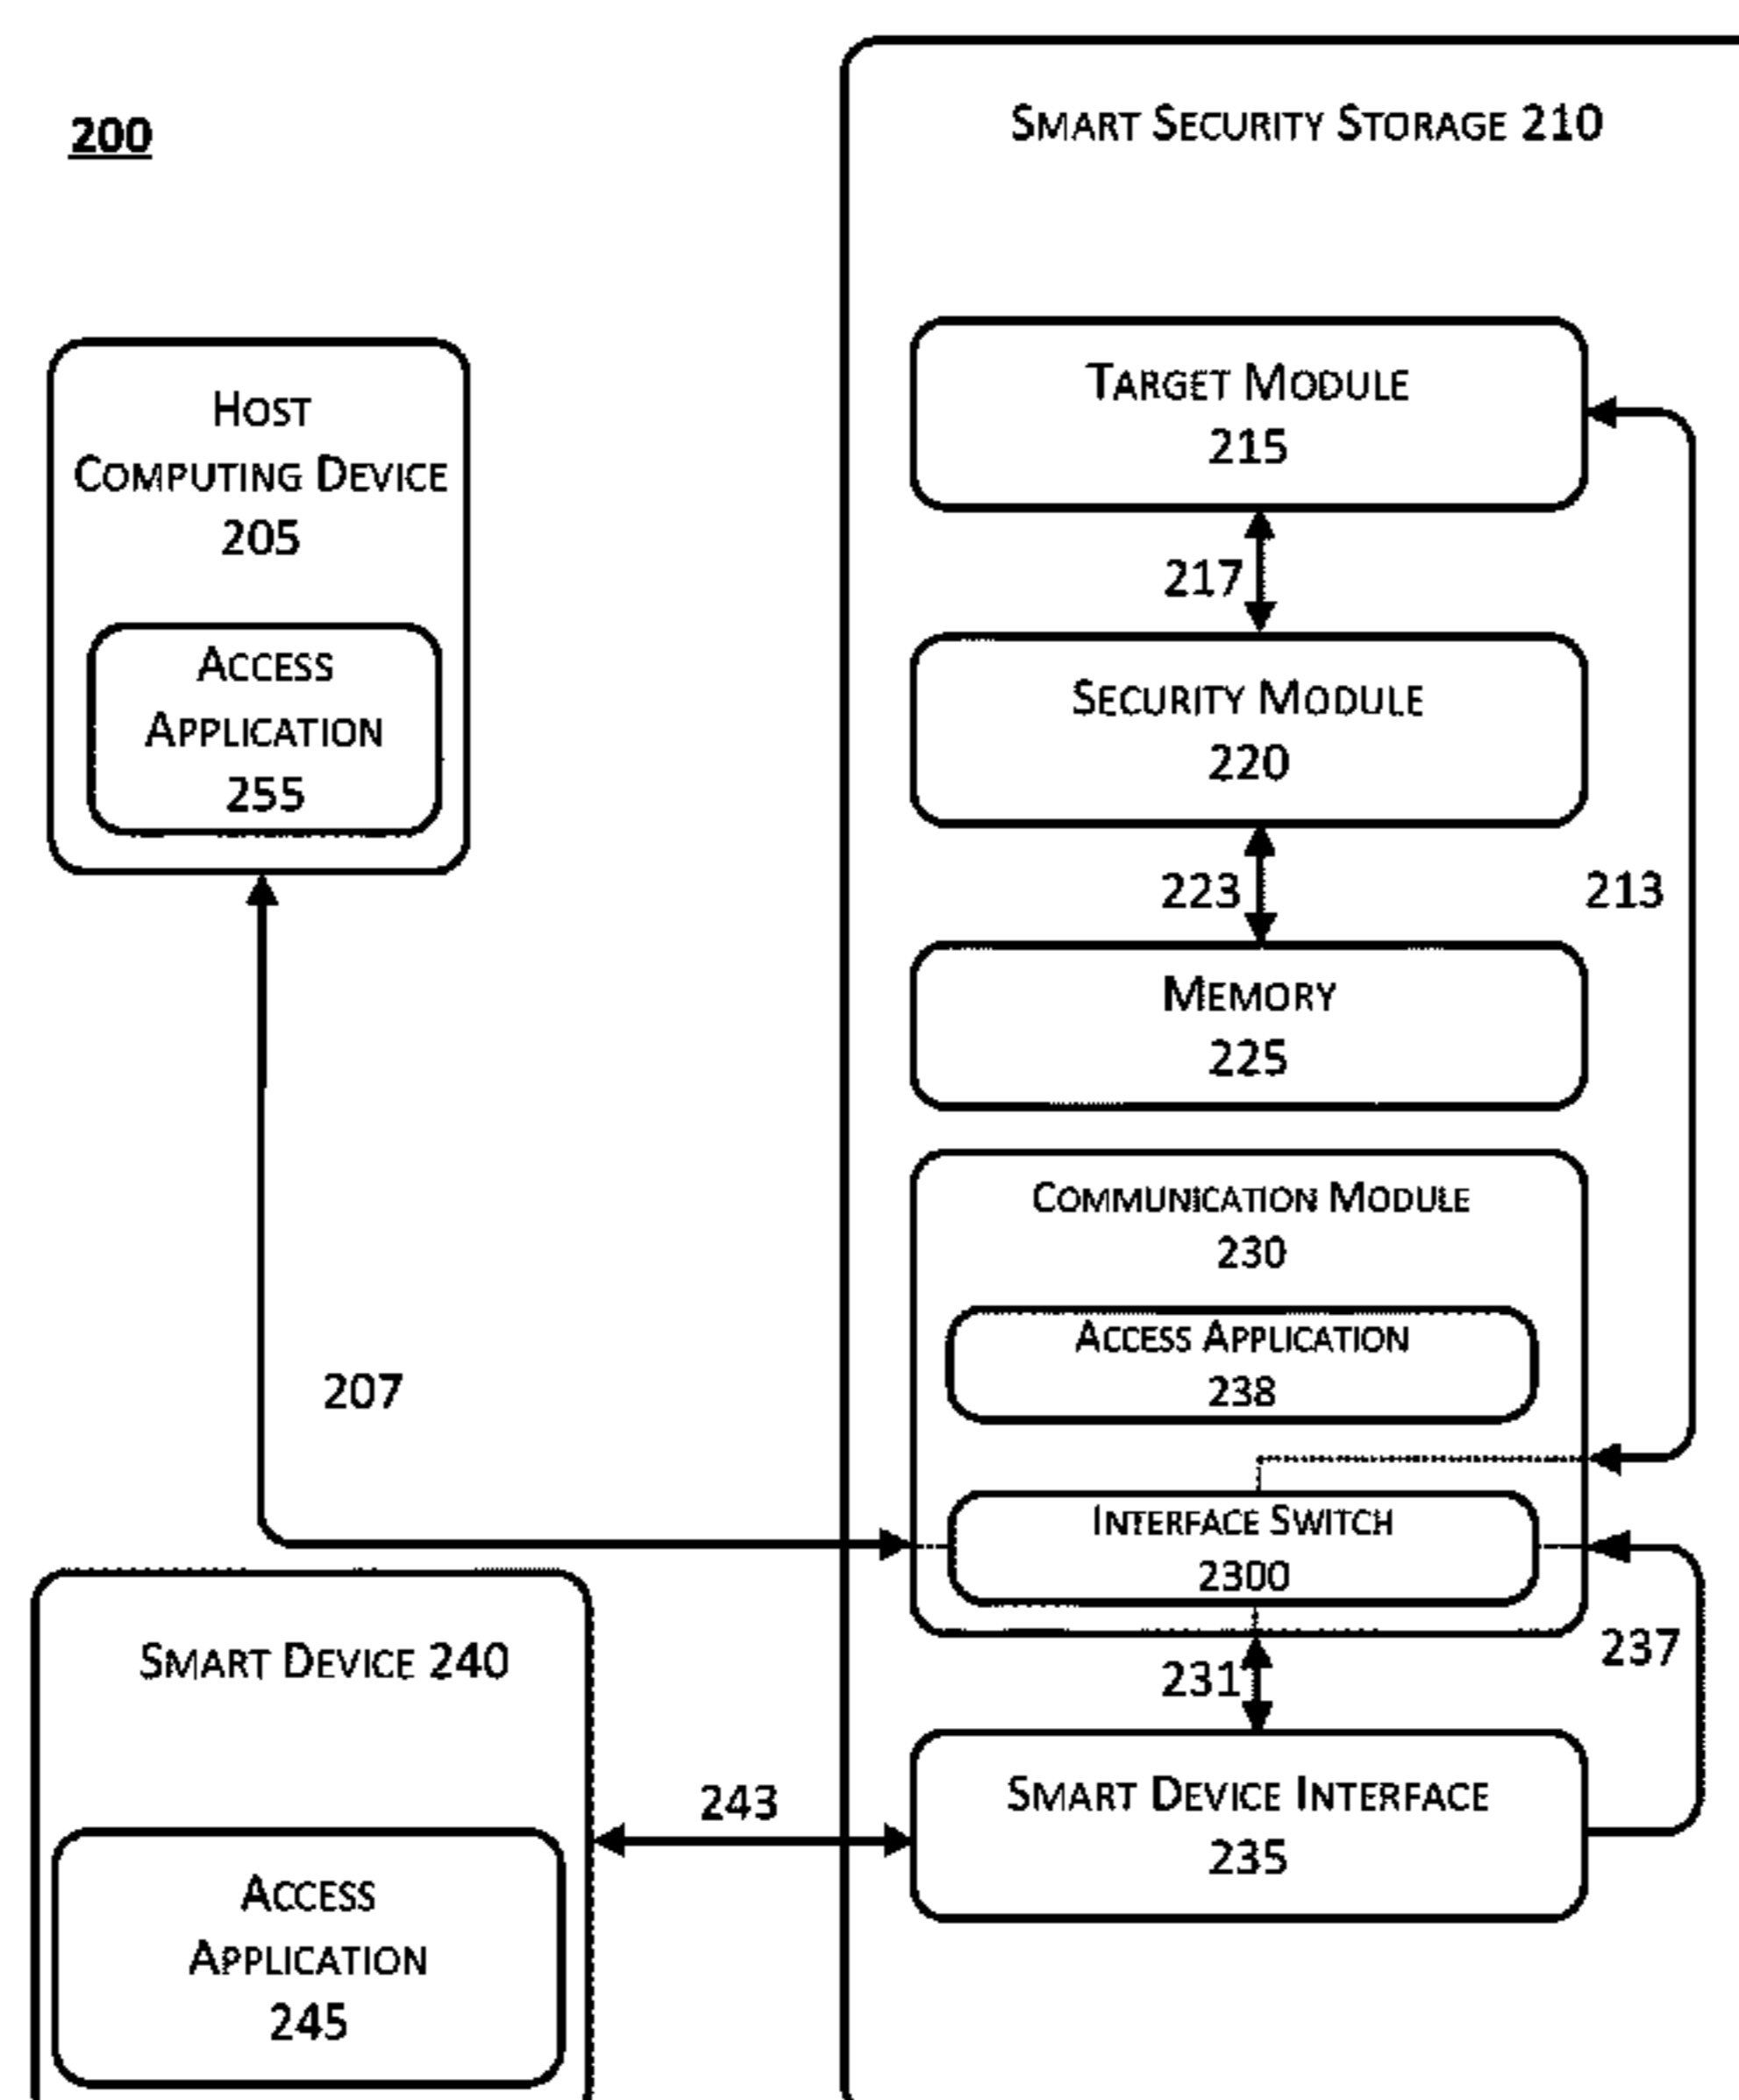 200
SMART SECURITY STORAGE 210
HOST
COMPUTING DEVICE
205
ACCESS
APPLICATION
255
TARGET MODULE
215
217
SECURITY MODULE
220
223
213
MEMORY
225
COMMUNICATION MODULE
230
ACCESS APPLICATION
238
207
INTERFACE SWITCH
2300
237
231
SMART DEVICE 240
243
SMART DEVICE INTERFACE
235
ACCESS
APPLICATION
245